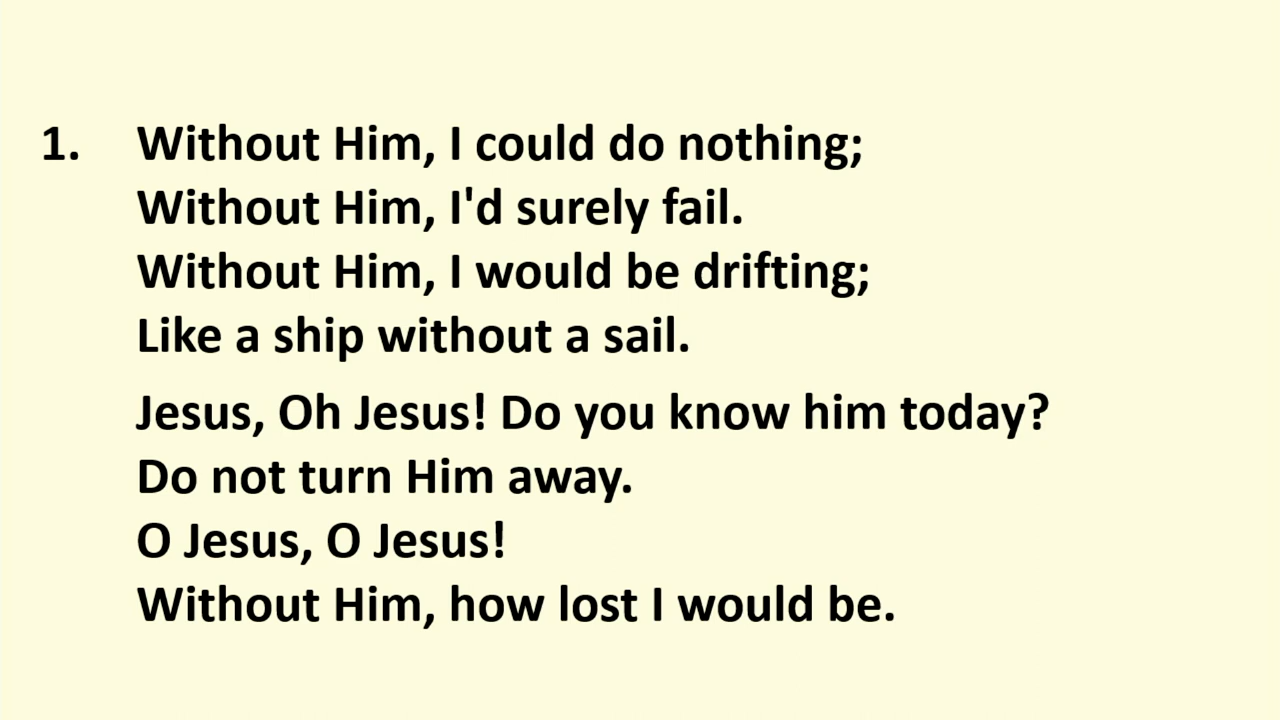 1. Without Him, I could do nothing;
Without Him, I'd surely fail.
Without Him, I would be drifting;
Like a ship without a sail.
Jesus, Oh Jesus! Do you know him today?
Do not turn Him away.
O Jesus, O Jesus!
Without Him, how lost I would be.